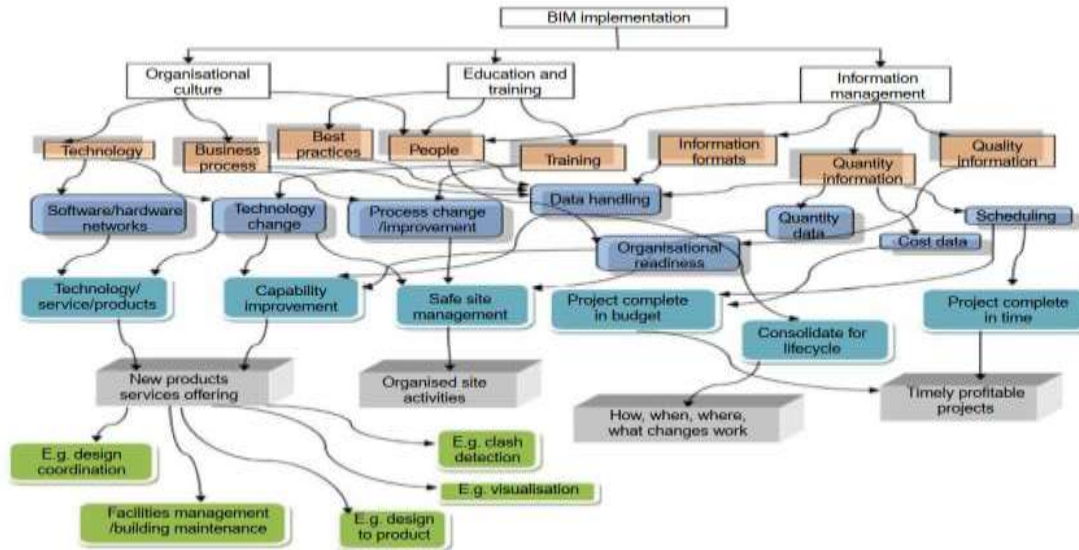 BIM implementation
Organisational
culture
Education and
training
Information
management
Technology
Business
process
Best
practices
People
Training
Information
formats
Quantity
information
Quality
information
Software/hardware
networks
Technology
change
Process change
/improvement
Data handling
Organisational
readiness
Quantity
data
Cost data
Scheduling
Technology/
service/products
Capability
improvement
Safe site
management
Project complete
in budget
Consolidate for
lifecycle
Project complete
in time
New products
services offering
Organised site
activities
How, when, where,
what changes work
Timely profitable
projects
E.g. design
coordination
E.g. clash
detection
E.g. visualisation
Facilities management
/building maintenance
E.g. design
to product